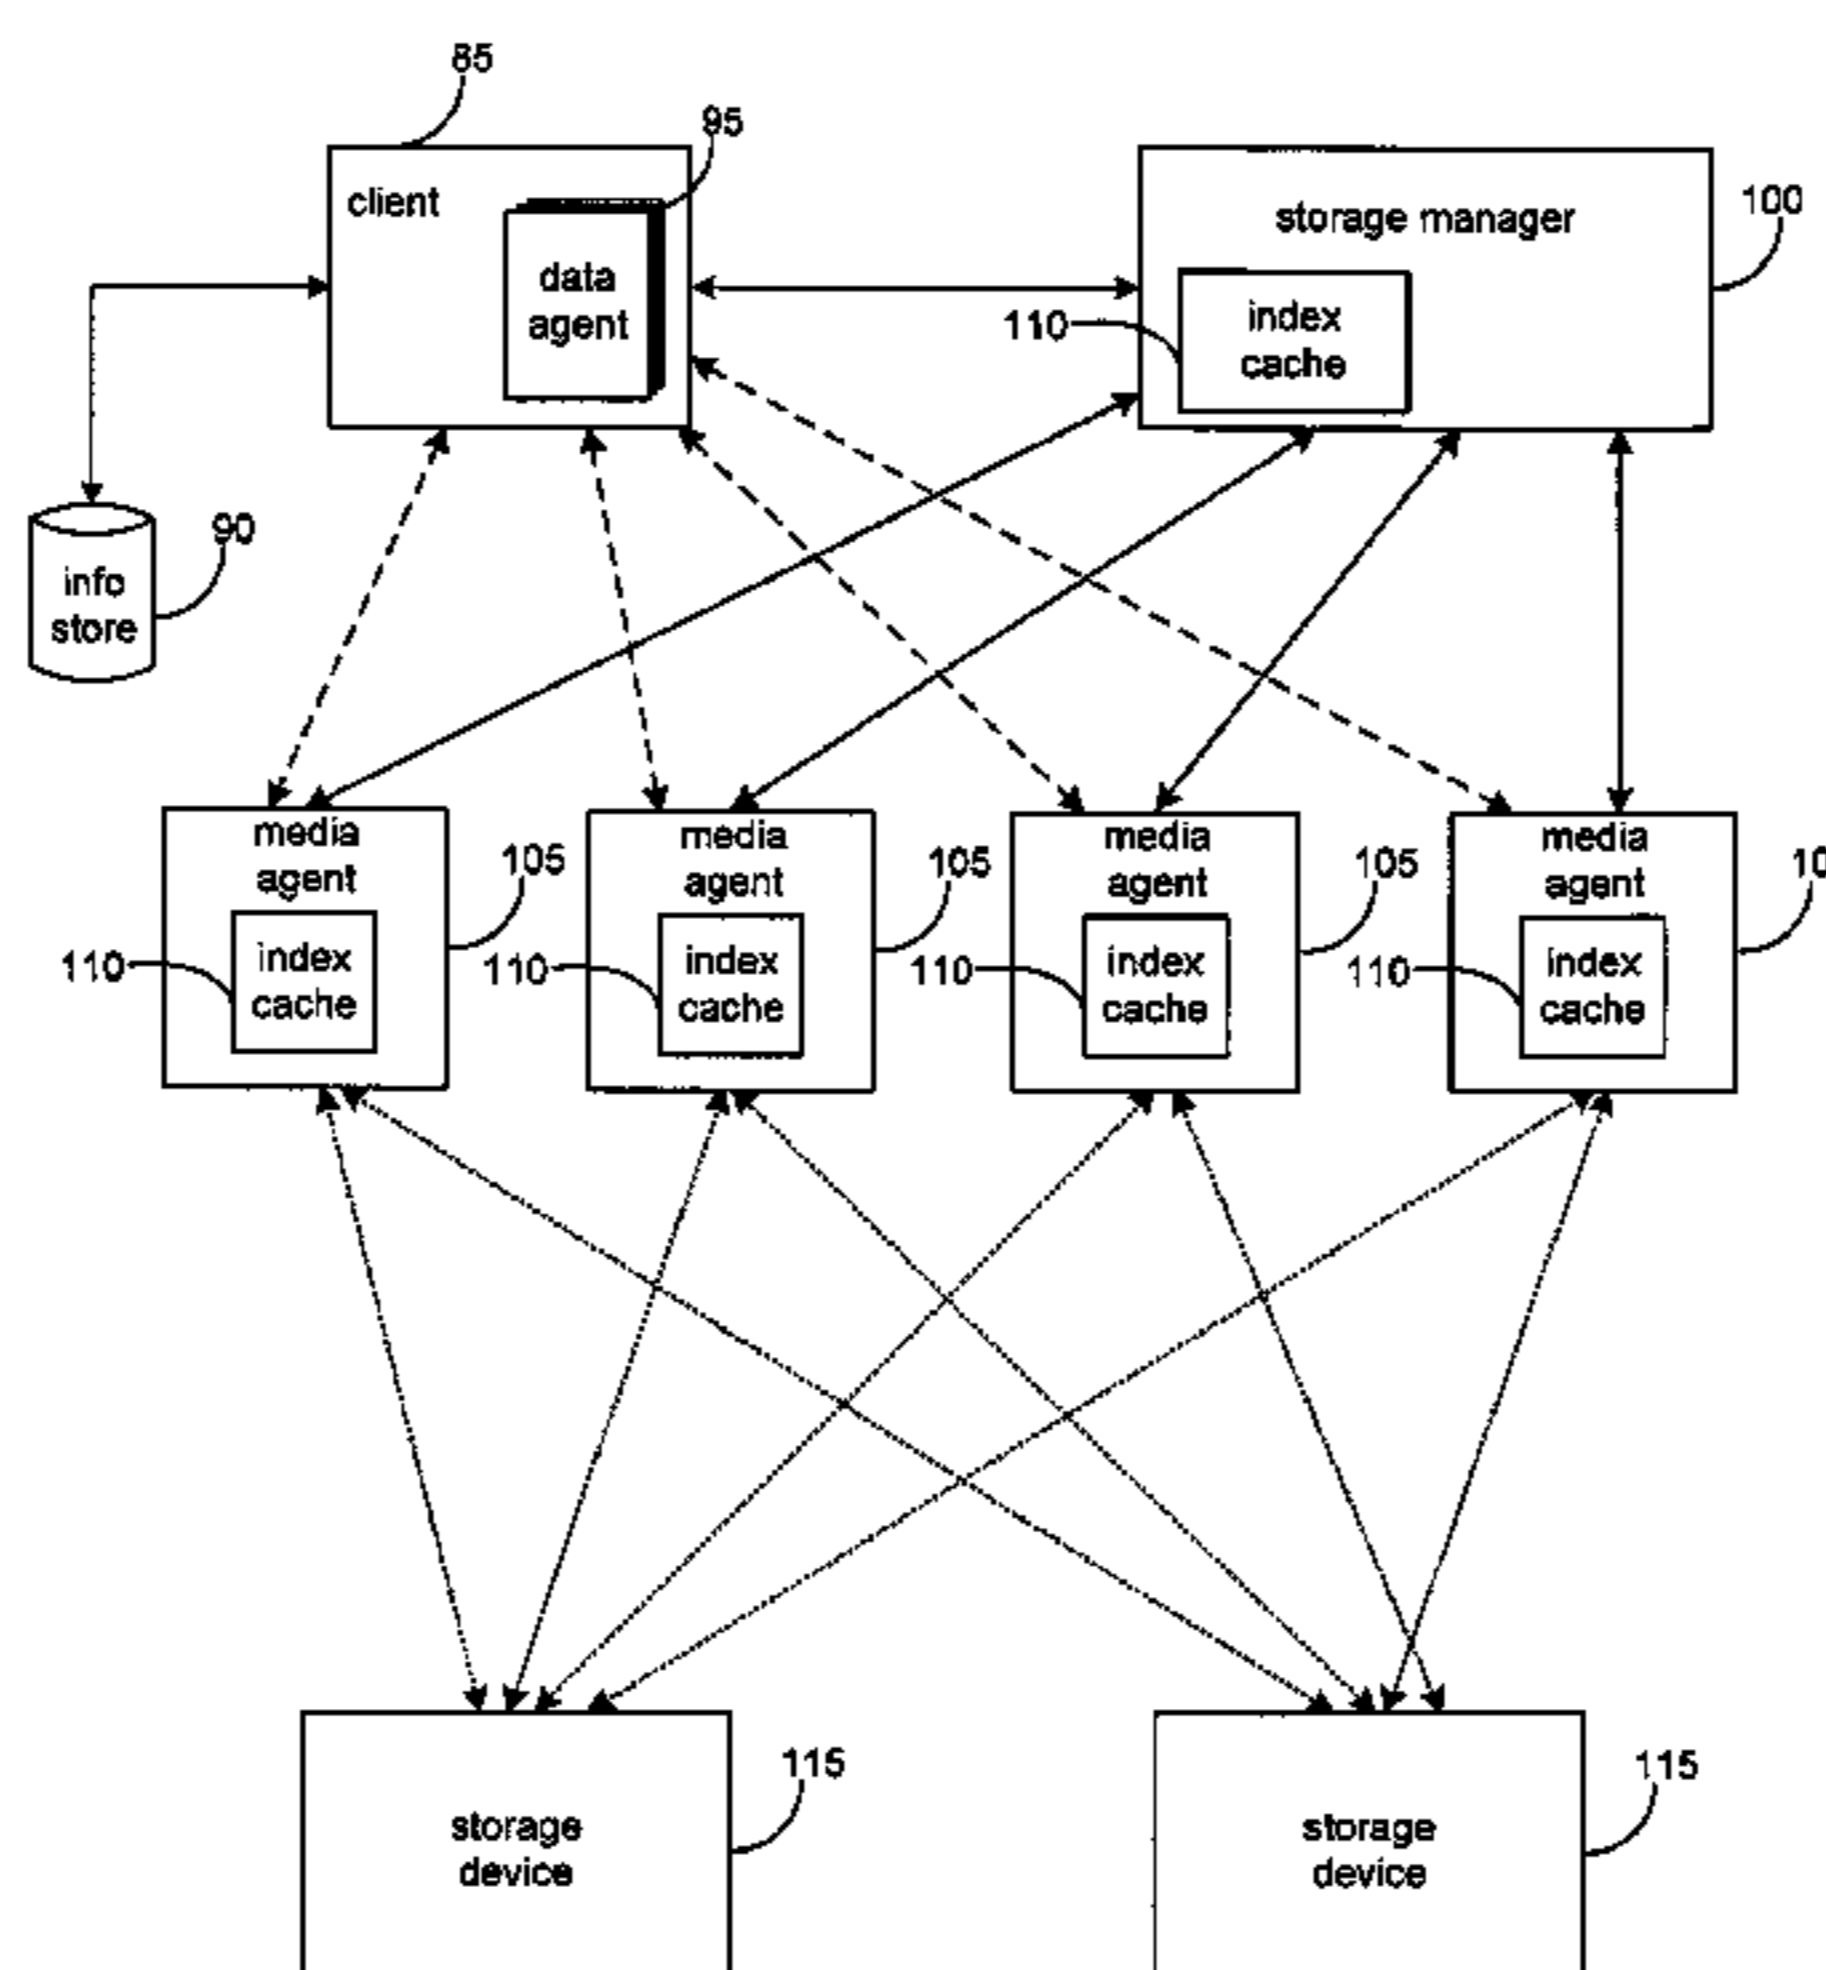 85
95
client
100
storage manager
data
agent
110
index
cache
90
info
store
media
agent
105
110
index
cache
media
agent
105
110
index
cache
media
agent
105
110
index
cache
media
agent
10
110
index
cache
115
storage
device
115
storage
device